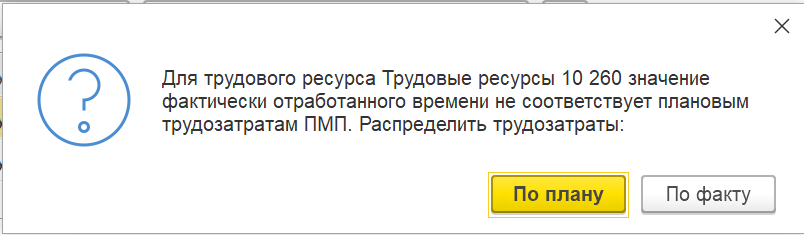 Для трудового ресурса Трудовые ресурсы 10 260 значение
фактически отработанного времени не соответствует плановым
трудозатратам ПМП. Распределить трудозатраты:
По плану
По факту